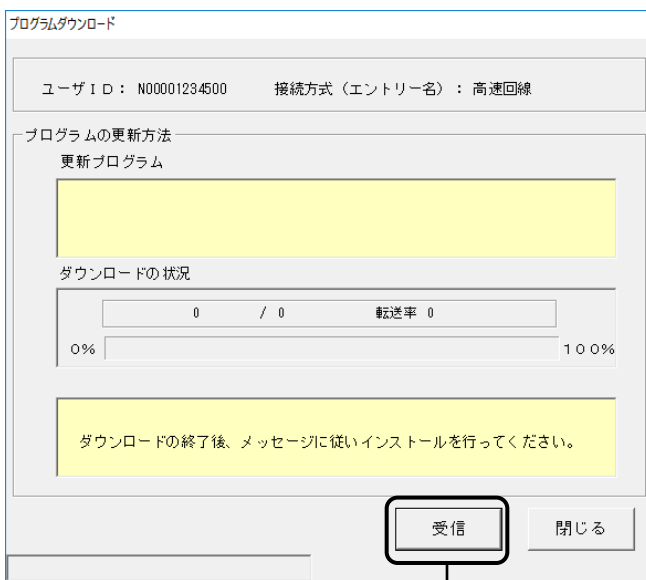 プログラムダウンロード
ユーザＩＤ： N00001234500 接続方式（エントリー名）：高速回線
プログラムの更新方法
更新プログラム
ダウンロードの状況
0 / 0 転送率 0
0% １００%
ダウンロードの終了後、メッセージに従いインストールを行ってください。
受信 閉じる